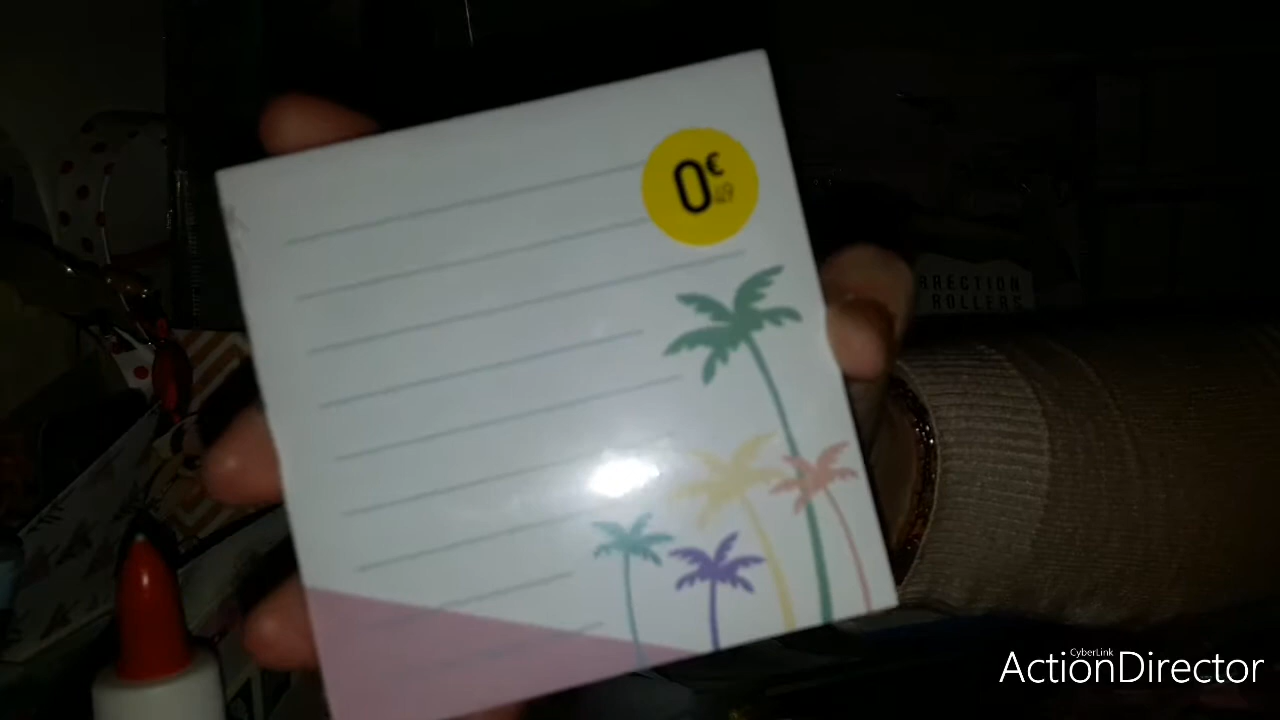 0€
49
RRECTION
ROLLERS
CyberLink
ActionDirector